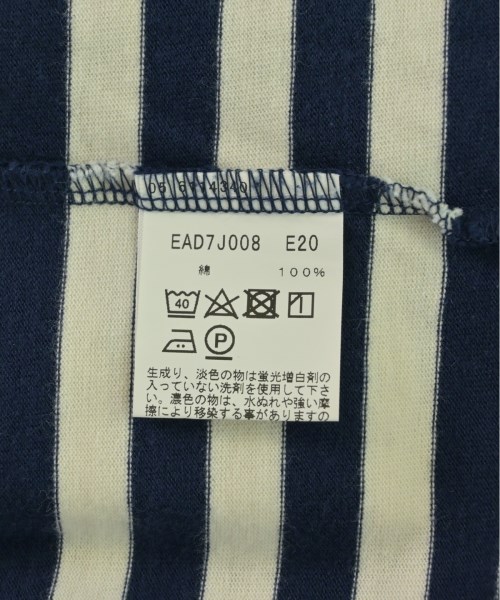 EAD7J008 E20
綿 100%
40
P
生成り、淡色の物は蛍光増白剤の
入っていない洗剤を使用して下さ
い。濃色の物は、水ぬれや強い摩
擦により移染する事がありますの